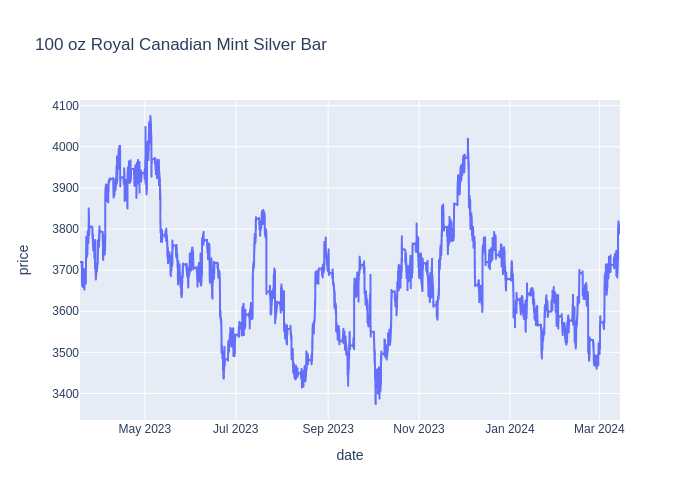 100 oz Royal Canadian Mint Silver Bar
4100
4000
3900
3800
3700
3600
3500
3400
price
May 2023 Jul 2023 Sep 2023 Nov 2023 Jan 2024 Mar 2024
date